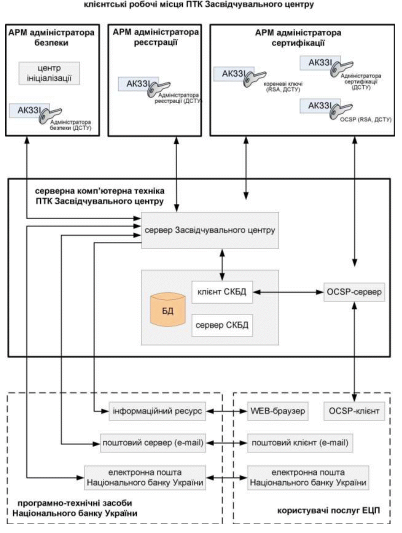 клієнтські робочі місця ПТК Засвідчувального центру
АРМ адміністратора
безпеки
центр
ініціалізації
АКЗЗІ
Адміністратора
безпеки (ДСТУ)
АРМ адміністратора
реєстрації
АКЗЗІ
Адміністратора
реєстрації (ДСТУ)
АРМ адміністратора
сертифікації
АКЗЗІ
кореневі ключі
(RSA, ДСТУ)
АКЗЗІ
Адміністратора
сертифікації
(ДСТУ)
АКЗЗІ
OCSP (RSA, ДСТУ)
серверна комп'ютерна техніка
ПТК Засвідчувального центру
сервер Засвідчувального центру
БД
клієнт СКБД
сервер СКБД
OCSP-сервер
інформаційний ресурс
WEB-браузер
OCSP-клієнт
поштовий сервер (e-mail)
поштовий клієнт (e-mail)
електронна пошта
Національного банку України
електронна пошта
Національного банку України
програмно-технічні засоби
Національного банку України
користувачі послуг ЕЦП